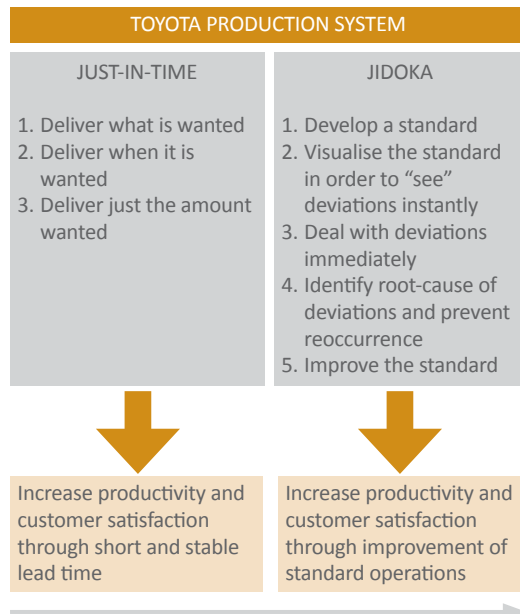 TOYOTA PRODUCTION SYSTEM
JUST-IN-TIME
1. Deliver what is wanted
2. Deliver when it is
wanted
3. Deliver just the amount
wanted
JIDOKA
1. Develop a standard
2. Visualise the standard
in order to “see”
deviations instantly
3. Deal with deviations
immediately
4. Identify root-cause of
deviations and prevent
reoccurrence
5. Improve the standard
Increase productivity and
customer satisfaction
through short and stable
lead time
Increase productivity and
customer satisfaction
through improvement of
standard operations